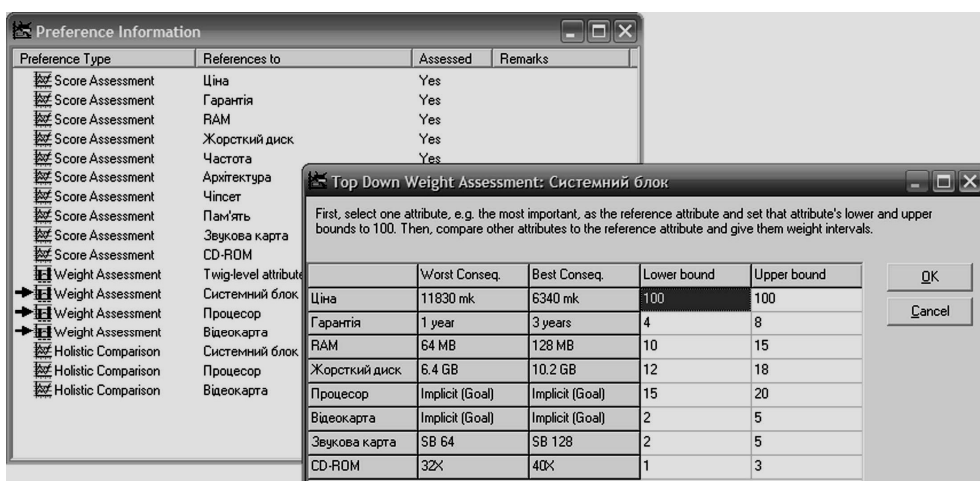 Preference Information
Preference Type References to Assessed Remarks
Score Assessment Ціна Yes
Score Assessment Гарантія Yes
Score Assessment RAM Yes
Score Assessment Жорсткий диск Yes
Score Assessment Частота Yes
Score Assessment Архітектура
Score Assessment Чіпсет
Score Assessment Пам'ять
Score Assessment Звукова карта
Score Assessment CD-ROM
Weight Assessment Twig-level attribute
Weight Assessment Системний блок
Weight Assessment Процесор
Weight Assessment Відеокарта
Holistic Comparison Системний блок
Holistic Comparison Процесор
Holistic Comparison Відеокарта
Top Down Weight Assessment: Системний блок
First, select one attribute, e.g. the most important, as the reference attribute and set that attribute's lower and upper
bounds to 100. Then, compare other attributes to the reference attribute and give them weight intervals.
Worst Conseq. Best Conseq. Lower bound Upper bound
Ціна 11830 mk 6340 mk 100 100
Гарантія 1 year 3 years 4 8
RAM 64 MB 128 MB 10 15
Жорсткий диск 6.4 GB 10.2 GB 12 18
Процесор Implicit (Goal) Implicit (Goal) 15 20
Відеокарта Implicit (Goal) Implicit (Goal) 2 5
Звукова карта SB 64 SB 128 2 5
CD-ROM 32X 40X 1 3
OK
Cancel